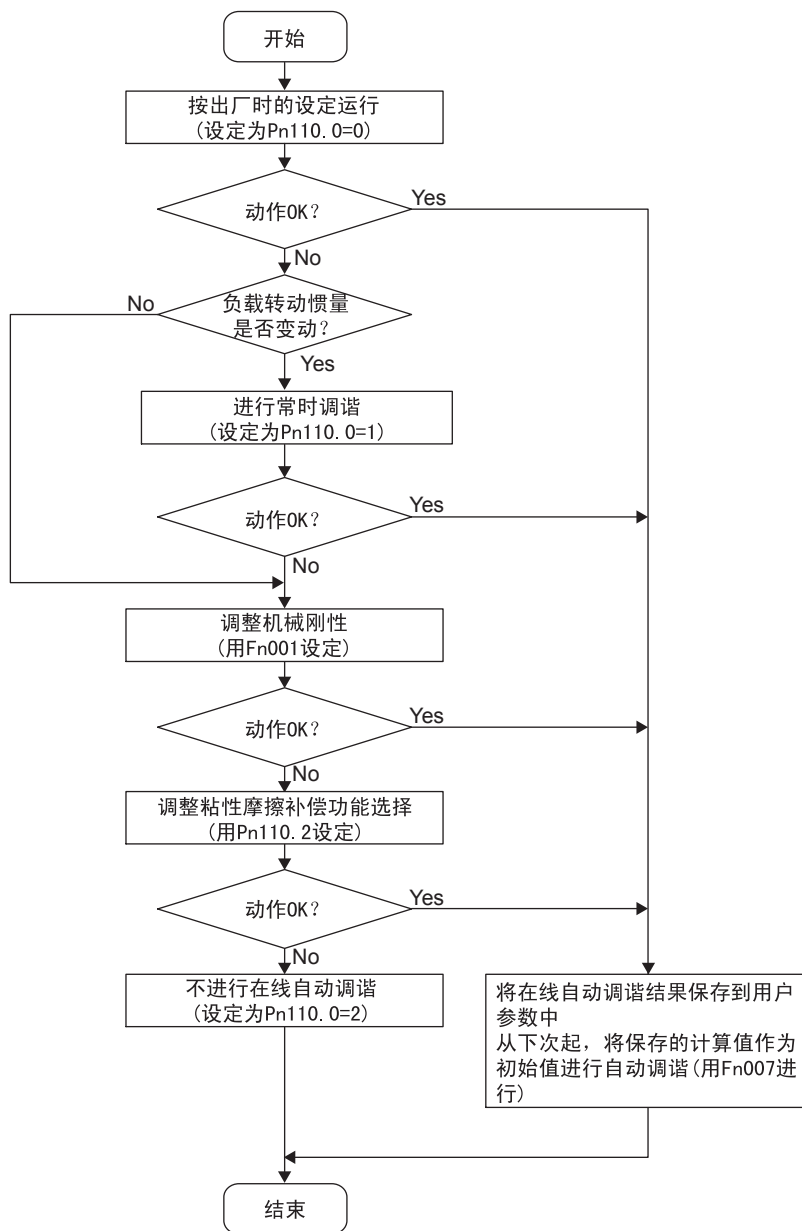 开始
按出厂时的设定运行
(设定为Pn110.0=0)
动作OK?
Yes
No
负载转动惯量
是否变动?
No
Yes
进行常时调谐
(设定为Pn110.0=1)
动作OK?
Yes
No
调整机械刚性
(用Fn001设定)
动作OK?
Yes
No
调整粘性摩擦补偿功能选择
(用Pn110.2设定)
动作OK?
Yes
No
不进行在线自动调谐
(设定为Pn110.0=2)
将在线自动调谐结果保存到用户
参数中
从下次起，将保存的计算值作为
初始值进行自动调谐(用Fn007进
行)
结束